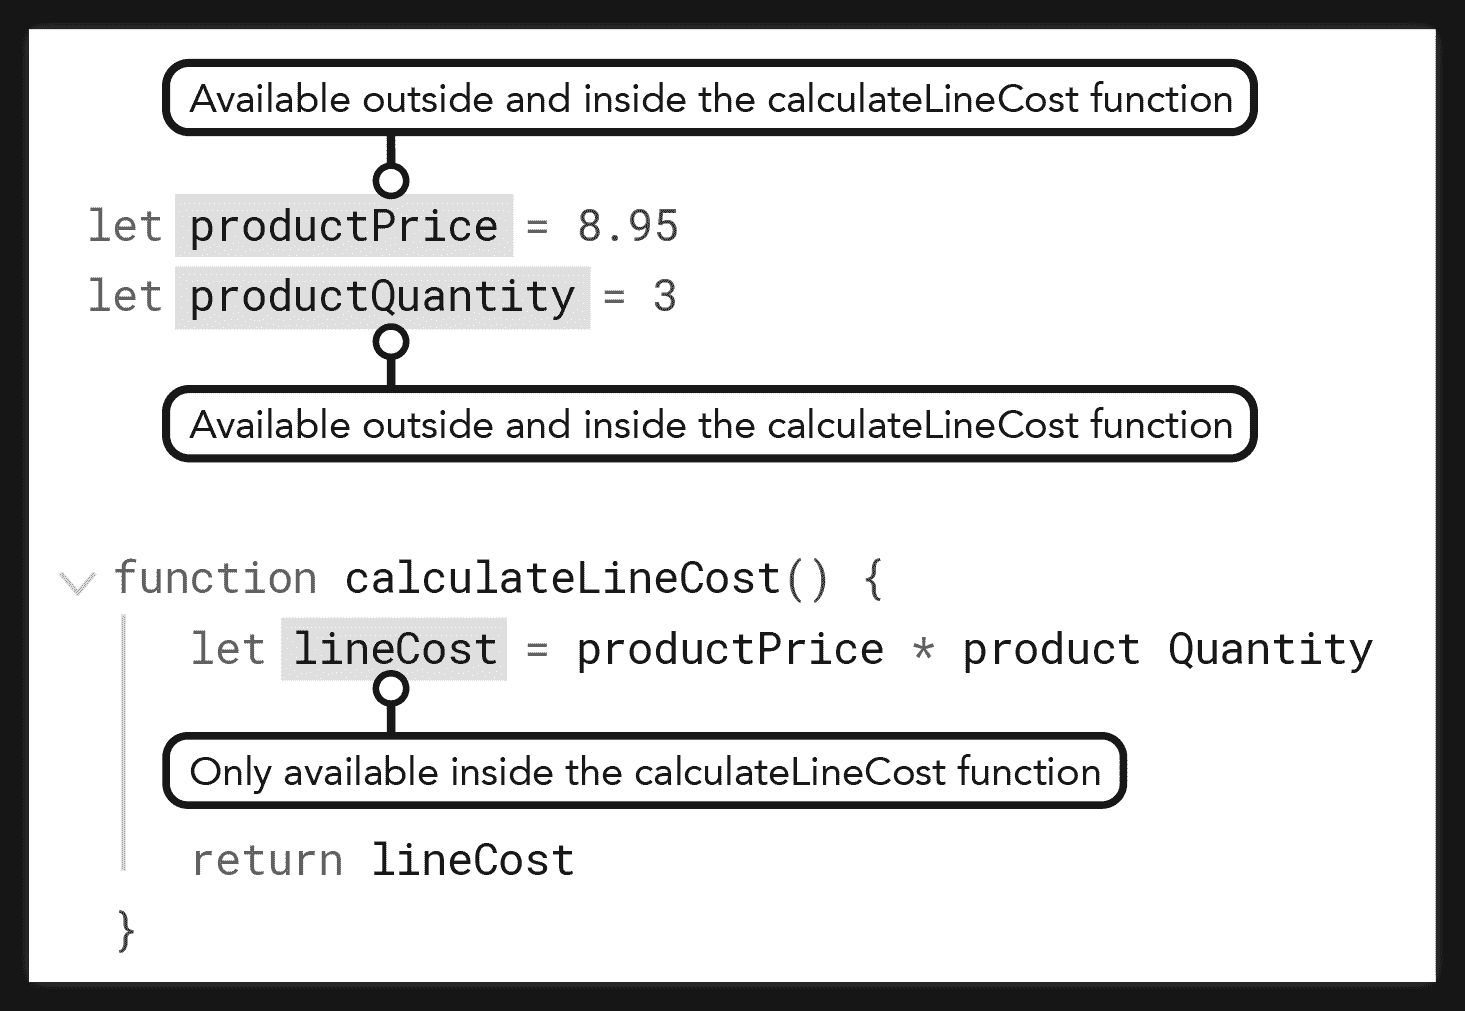 Available outside and inside the calculateLineCost function
let productPrice = 8.95
let productQuantity = 3
Available outside and inside the calculateLineCost function
function calculateLineCost() {
let lineCost = productPrice * product Quantity
Only available inside the calculateLineCost function
return lineCost
}